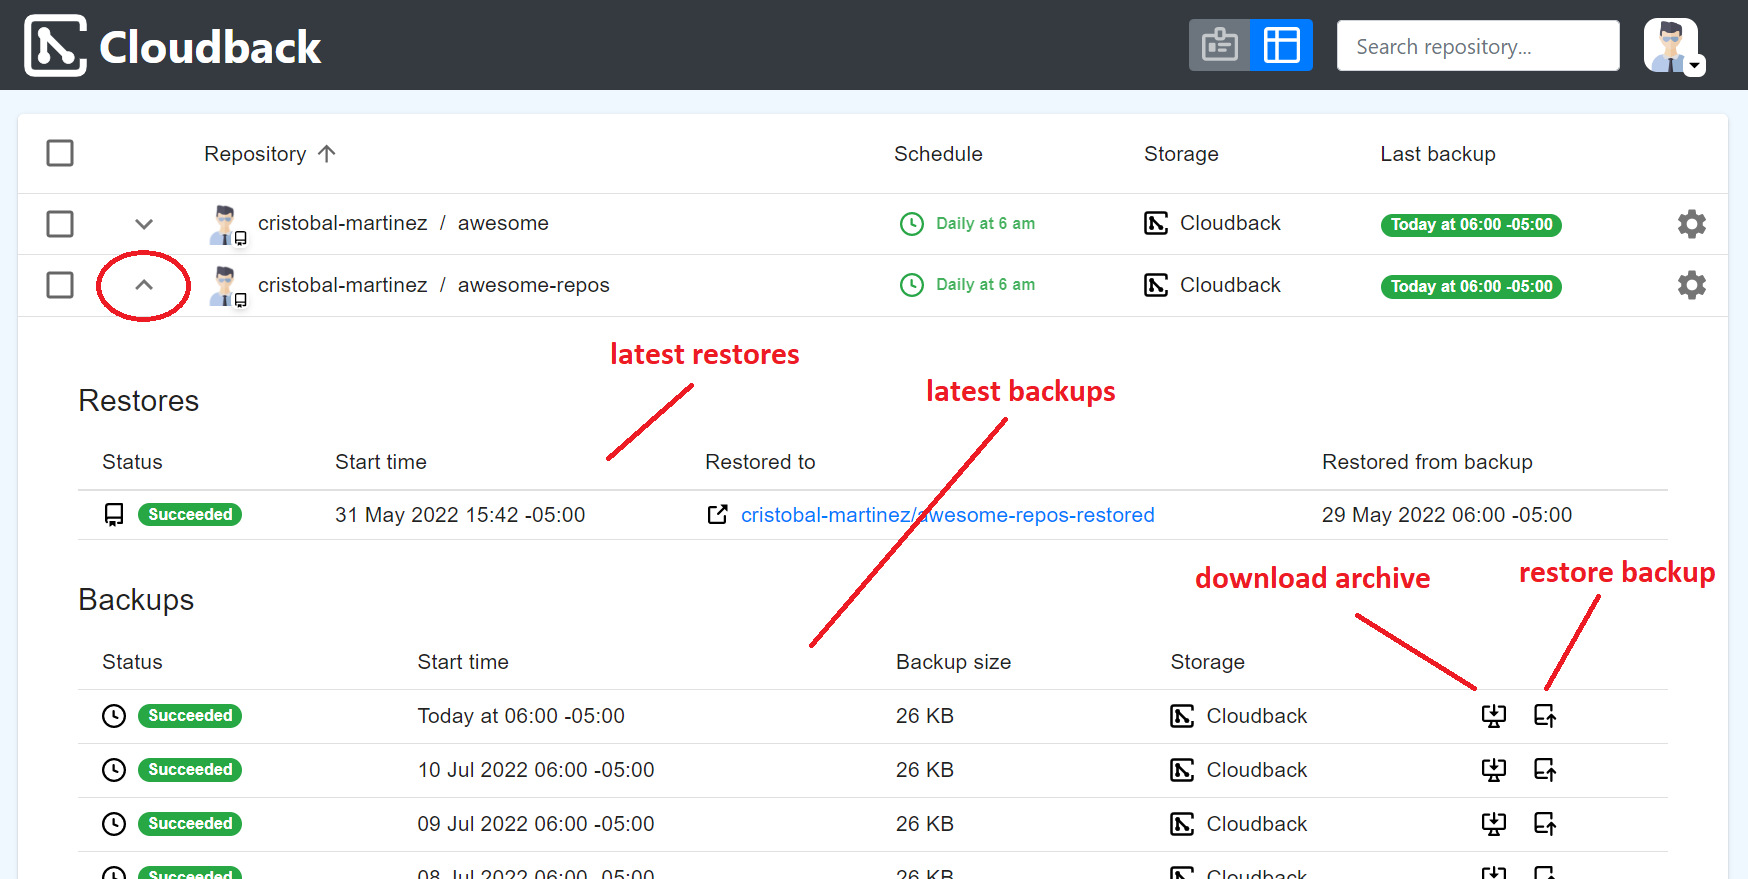 Cloudback
Search repository...
Repository Schedule Storage Last backup
cristobal-martinez / awesome Daily at 6 am Cloudback Today at 06:00 -05:00
cristobal-martinez / awesome-repos Daily at 6 am Cloudback Today at 06:00 -05:00
latest restores
latest backups
Restores
Status Start time Restored to Restored from backup
Succeeded 31 May 2022 15:42 -05:00 cristobal-martinez/awesome-repos-restored 29 May 2022 06:00 -05:00
download archive
restore backup
Backups
Status Start time Backup size Storage
Succeeded Today at 06:00 -05:00 26 KB Cloudback
Succeeded 10 Jul 2022 06:00 -05:00 26 KB Cloudback
Succeeded 09 Jul 2022 06:00 -05:00 26 KB Cloudback
Succeeded 08 Jul 2022 06:00 -05:00 26 KB Cloudback